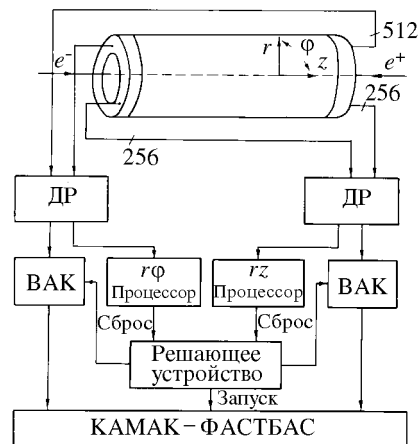 512
r φ
e⁻ z e⁺
256 256
ДР ДР
ВАК rφ Процессор rz Процессор ВАК
Сброс Сброс
Решающее
устройство
Запуск
КАМАК–ФАСТБАС